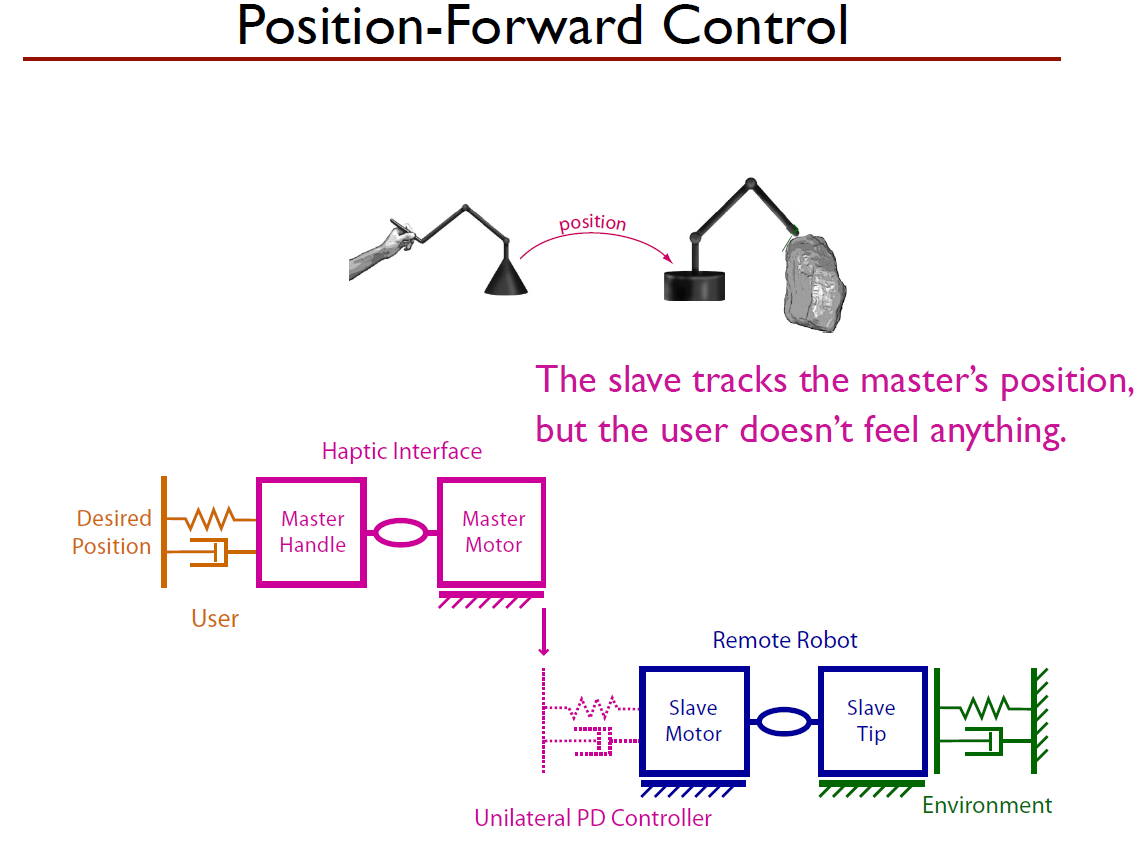 Position-Forward Control
position
The slave tracks the master's position,
but the user doesn't feel anything.
Haptic Interface
Desired
Position
Master
Handle
Master
Motor
User
Remote Robot
Slave
Motor
Slave
Tip
Unilateral PD Controller
Environment